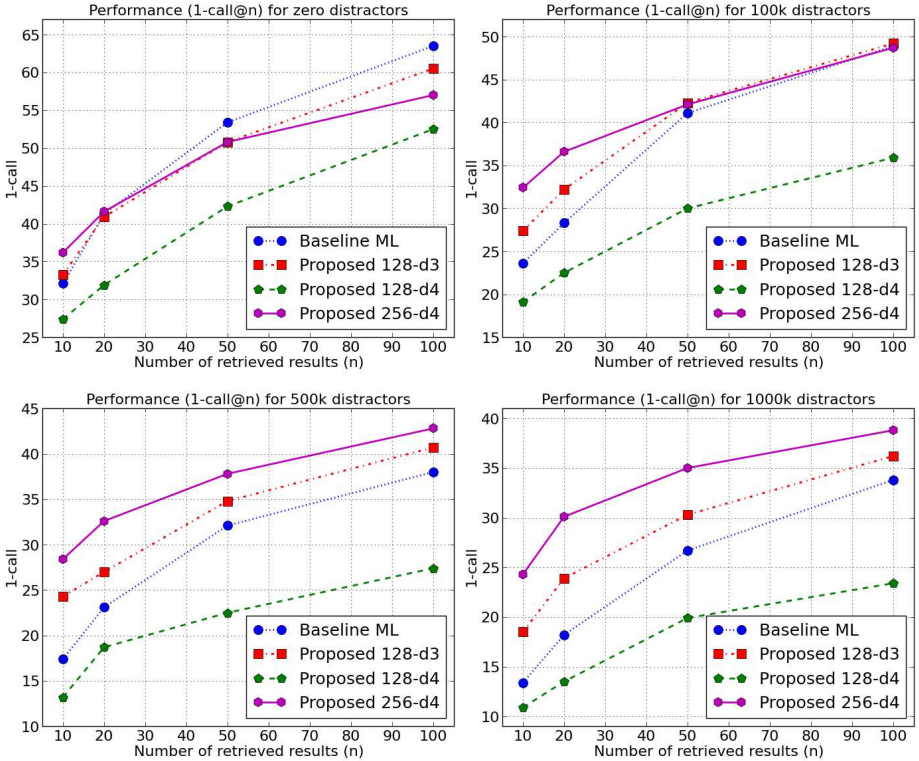 Performance (1-call@n) for zero distractors
65
60
55
50
45
40
35
30
25
1-call
Baseline ML
Proposed 128-d3
Proposed 128-d4
Proposed 256-d4
10 20 30 40 50 60 70 80 90 100
Number of retrieved results (n)
Performance (1-call@n) for 100k distractors
50
45
40
35
30
25
20
15
1-call
Baseline ML
Proposed 128-d3
Proposed 128-d4
Proposed 256-d4
10 20 30 40 50 60 70 80 90 100
Number of retrieved results (n)
Performance (1-call@n) for 500k distractors
45
40
35
30
25
20
15
10
1-call
Baseline ML
Proposed 128-d3
Proposed 128-d4
Proposed 256-d4
10 20 30 40 50 60 70 80 90 100
Number of retrieved results (n)
Performance (1-call@n) for 1000k distractors
40
35
30
25
20
15
10
1-call
Baseline ML
Proposed 128-d3
Proposed 128-d4
Proposed 256-d4
10 20 30 40 50 60 70 80 90 100
Number of retrieved results (n)